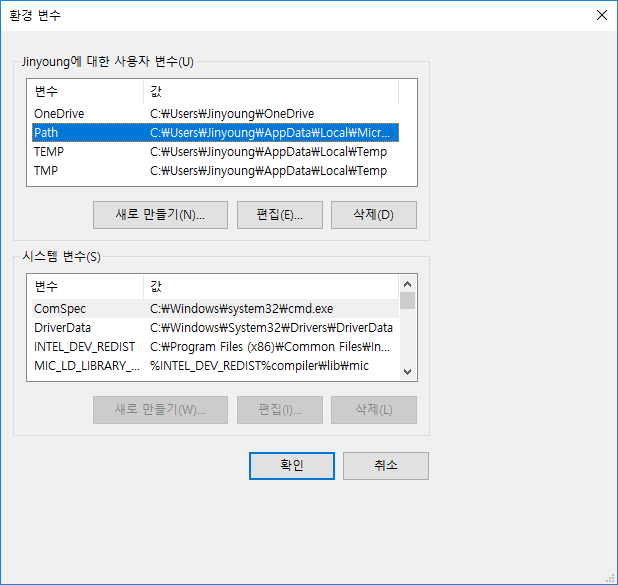 환경 변수
Jinyoung에 대한 사용자 변수(U)
변수 값
OneDrive C:₩Users₩Jinyoung₩OneDrive
Path C:₩Users₩Jinyoung₩AppData₩Local₩Micr...
TEMP C:₩Users₩Jinyoung₩AppData₩Local₩Temp
TMP C:₩Users₩Jinyoung₩AppData₩Local₩Temp
새로 만들기(N)... 편집(E)... 삭제(D)
시스템 변수(S)
변수 값
ComSpec C:₩Windows₩system32₩cmd.exe
DriverData C:₩Windows₩System32₩Drivers₩DriverData
INTEL_DEV_REDIST C:₩Program Files (x86)₩Common Files₩In...
MIC_LD_LIBRARY_... %INTEL_DEV_REDIST%compiler₩lib₩mic
새로 만들기(W)... 편집(I)... 삭제(L)
확인 취소